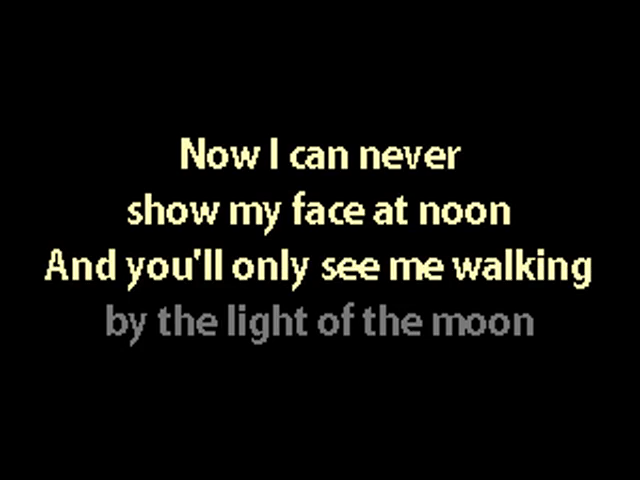 Now I can never
show my face at noon
And you'll only see me walking
by the light of the moon